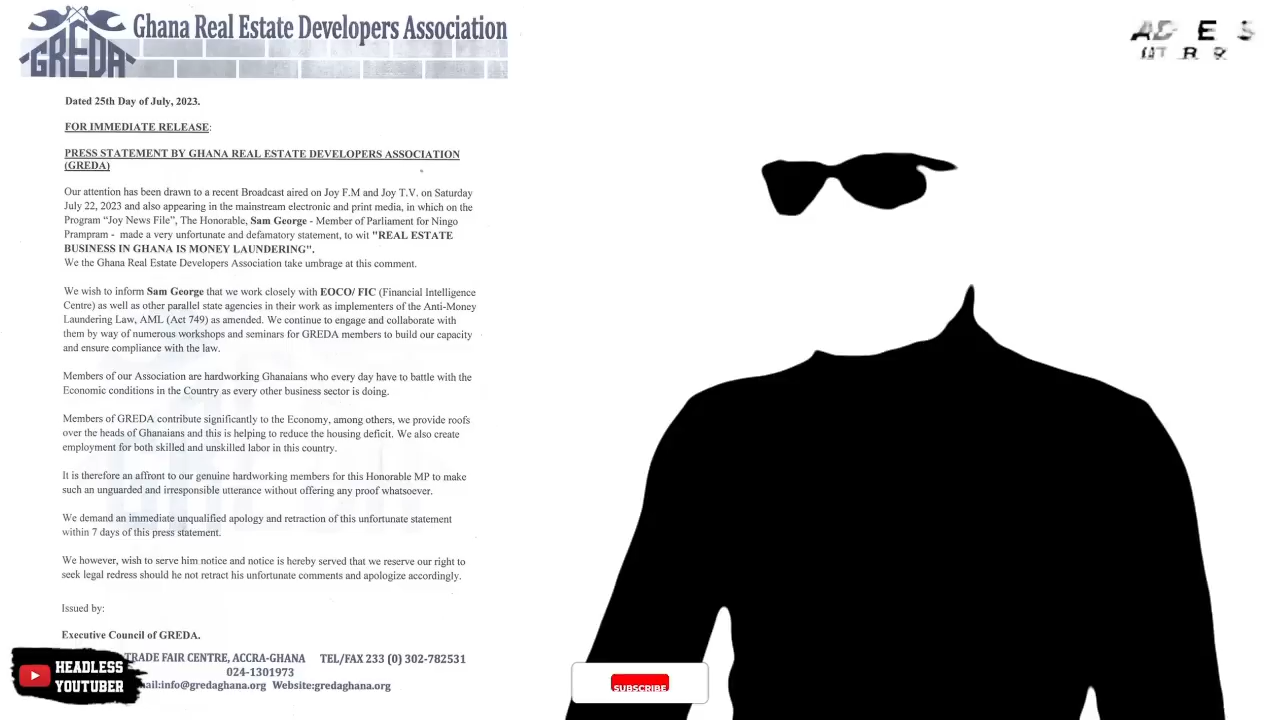 GREDA
Ghana Real Estate Developers Association
Dated 25th Day of July, 2023.
FOR IMMEDIATE RELEASE:
PRESS STATEMENT BY GHANA REAL ESTATE DEVELOPERS ASSOCIATION
(GREDA)
Our attention has been drawn to a recent Broadcast aired on Joy F.M and Joy T.V. on Saturday
July 22, 2023 and also appearing in the mainstream electronic and print media, in which on the
Program “Joy News File”, The Honorable, Sam George - Member of Parliament for Ningo
Prampram - made a very unfortunate and defamatory statement, to wit "REAL ESTATE
BUSINESS IN GHANA IS MONEY LAUNDERING".
We the Ghana Real Estate Developers Association take umbrage at this comment.
We wish to inform Sam George that we work closely with EOCO/ FIC (Financial Intelligence
Centre) as well as other parallel state agencies in their work as implementers of the Anti-Money
Laundering Law, AML (Act 749) as amended. We continue to engage and collaborate with
them by way of numerous workshops and seminars for GREDA members to build our capacity
and ensure compliance with the law.
Members of our Association are hardworking Ghanaians who every day have to battle with the
Economic conditions in the Country as every other business sector is doing.
Members of GREDA contribute significantly to the Economy, among others, we provide roofs
over the heads of Ghanaians and this is helping to reduce the housing deficit. We also create
employment for both skilled and unskilled labor in this country.
It is therefore an affront to our genuine hardworking members for this Honorable MP to make
such an unguarded and irresponsible utterance without offering any proof whatsoever.
We demand an immediate unqualified apology and retraction of this unfortunate statement
within 7 days of this press statement.
We however, wish to serve him notice and notice is hereby served that we reserve our right to
seek legal redress should he not retract his unfortunate comments and apologize accordingly.
Issued by:
Executive Council of GREDA.
TRADE FAIR CENTRE, ACCRA-GHANA TEL/FAX 233 (0) 302-782531
024-1301973
info@gredaghana.org Website:gredaghana.org
HEADLESS
YOUTUBER
SUBSCRIBE